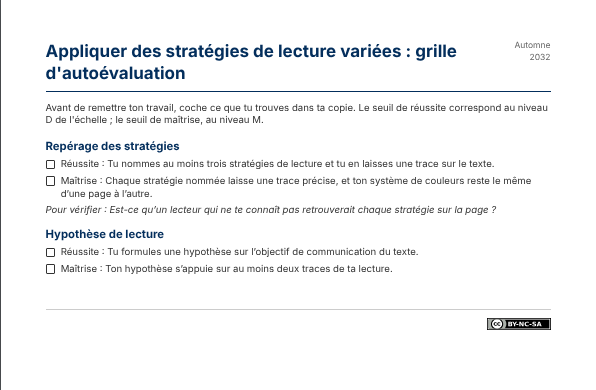 Appliquer des stratégies de lecture variées : grille
d'autoévaluation
Automne
2032
Avant de remettre ton travail, coche ce que tu trouves dans ta copie. Le seuil de réussite correspond au niveau
D de l'échelle ; le seuil de maîtrise, au niveau M.
Repérage des stratégies
Réussite : Tu nommes au moins trois stratégies de lecture et tu en laisses une trace sur le texte.
Maîtrise : Chaque stratégie nommée laisse une trace précise, et ton système de couleurs reste le même
d’une page à l’autre.
Pour vérifier : Est-ce qu’un lecteur qui ne te connaît pas retrouverait chaque stratégie sur la page ?
Hypothèse de lecture
Réussite : Tu formules une hypothèse sur l’objectif de communication du texte.
Maîtrise : Ton hypothèse s’appuie sur au moins deux traces de ta lecture.
cc BY-NC-SA